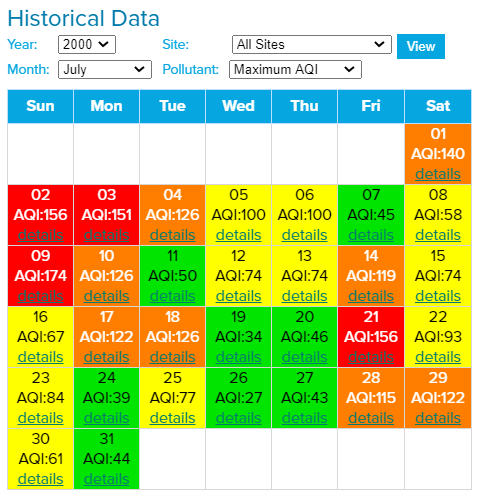 Historical Data
Year: 2000 Site: All Sites View
Month: July Pollutant: Maximum AQI
Sun Mon Tue Wed Thu Fri Sat
01
AQI:140
details
02 03 04 05 06 07 08
AQI:156 AQI:151 AQI:126 AQI:100 AQI:100 AQI:45 AQI:58
details details details details details details details
09 10 11 12 13 14 15
AQI:174 AQI:126 AQI:50 AQI:74 AQI:74 AQI:119 AQI:74
details details details details details details details
16 17 18 19 20 21 22
AQI:67 AQI:122 AQI:126 AQI:34 AQI:46 AQI:156 AQI:93
details details details details details details details
23 24 25 26 27 28 29
AQI:84 AQI:39 AQI:77 AQI:27 AQI:43 AQI:115 AQI:122
details details details details details details details
30 31
AQI:61 AQI:44
details details